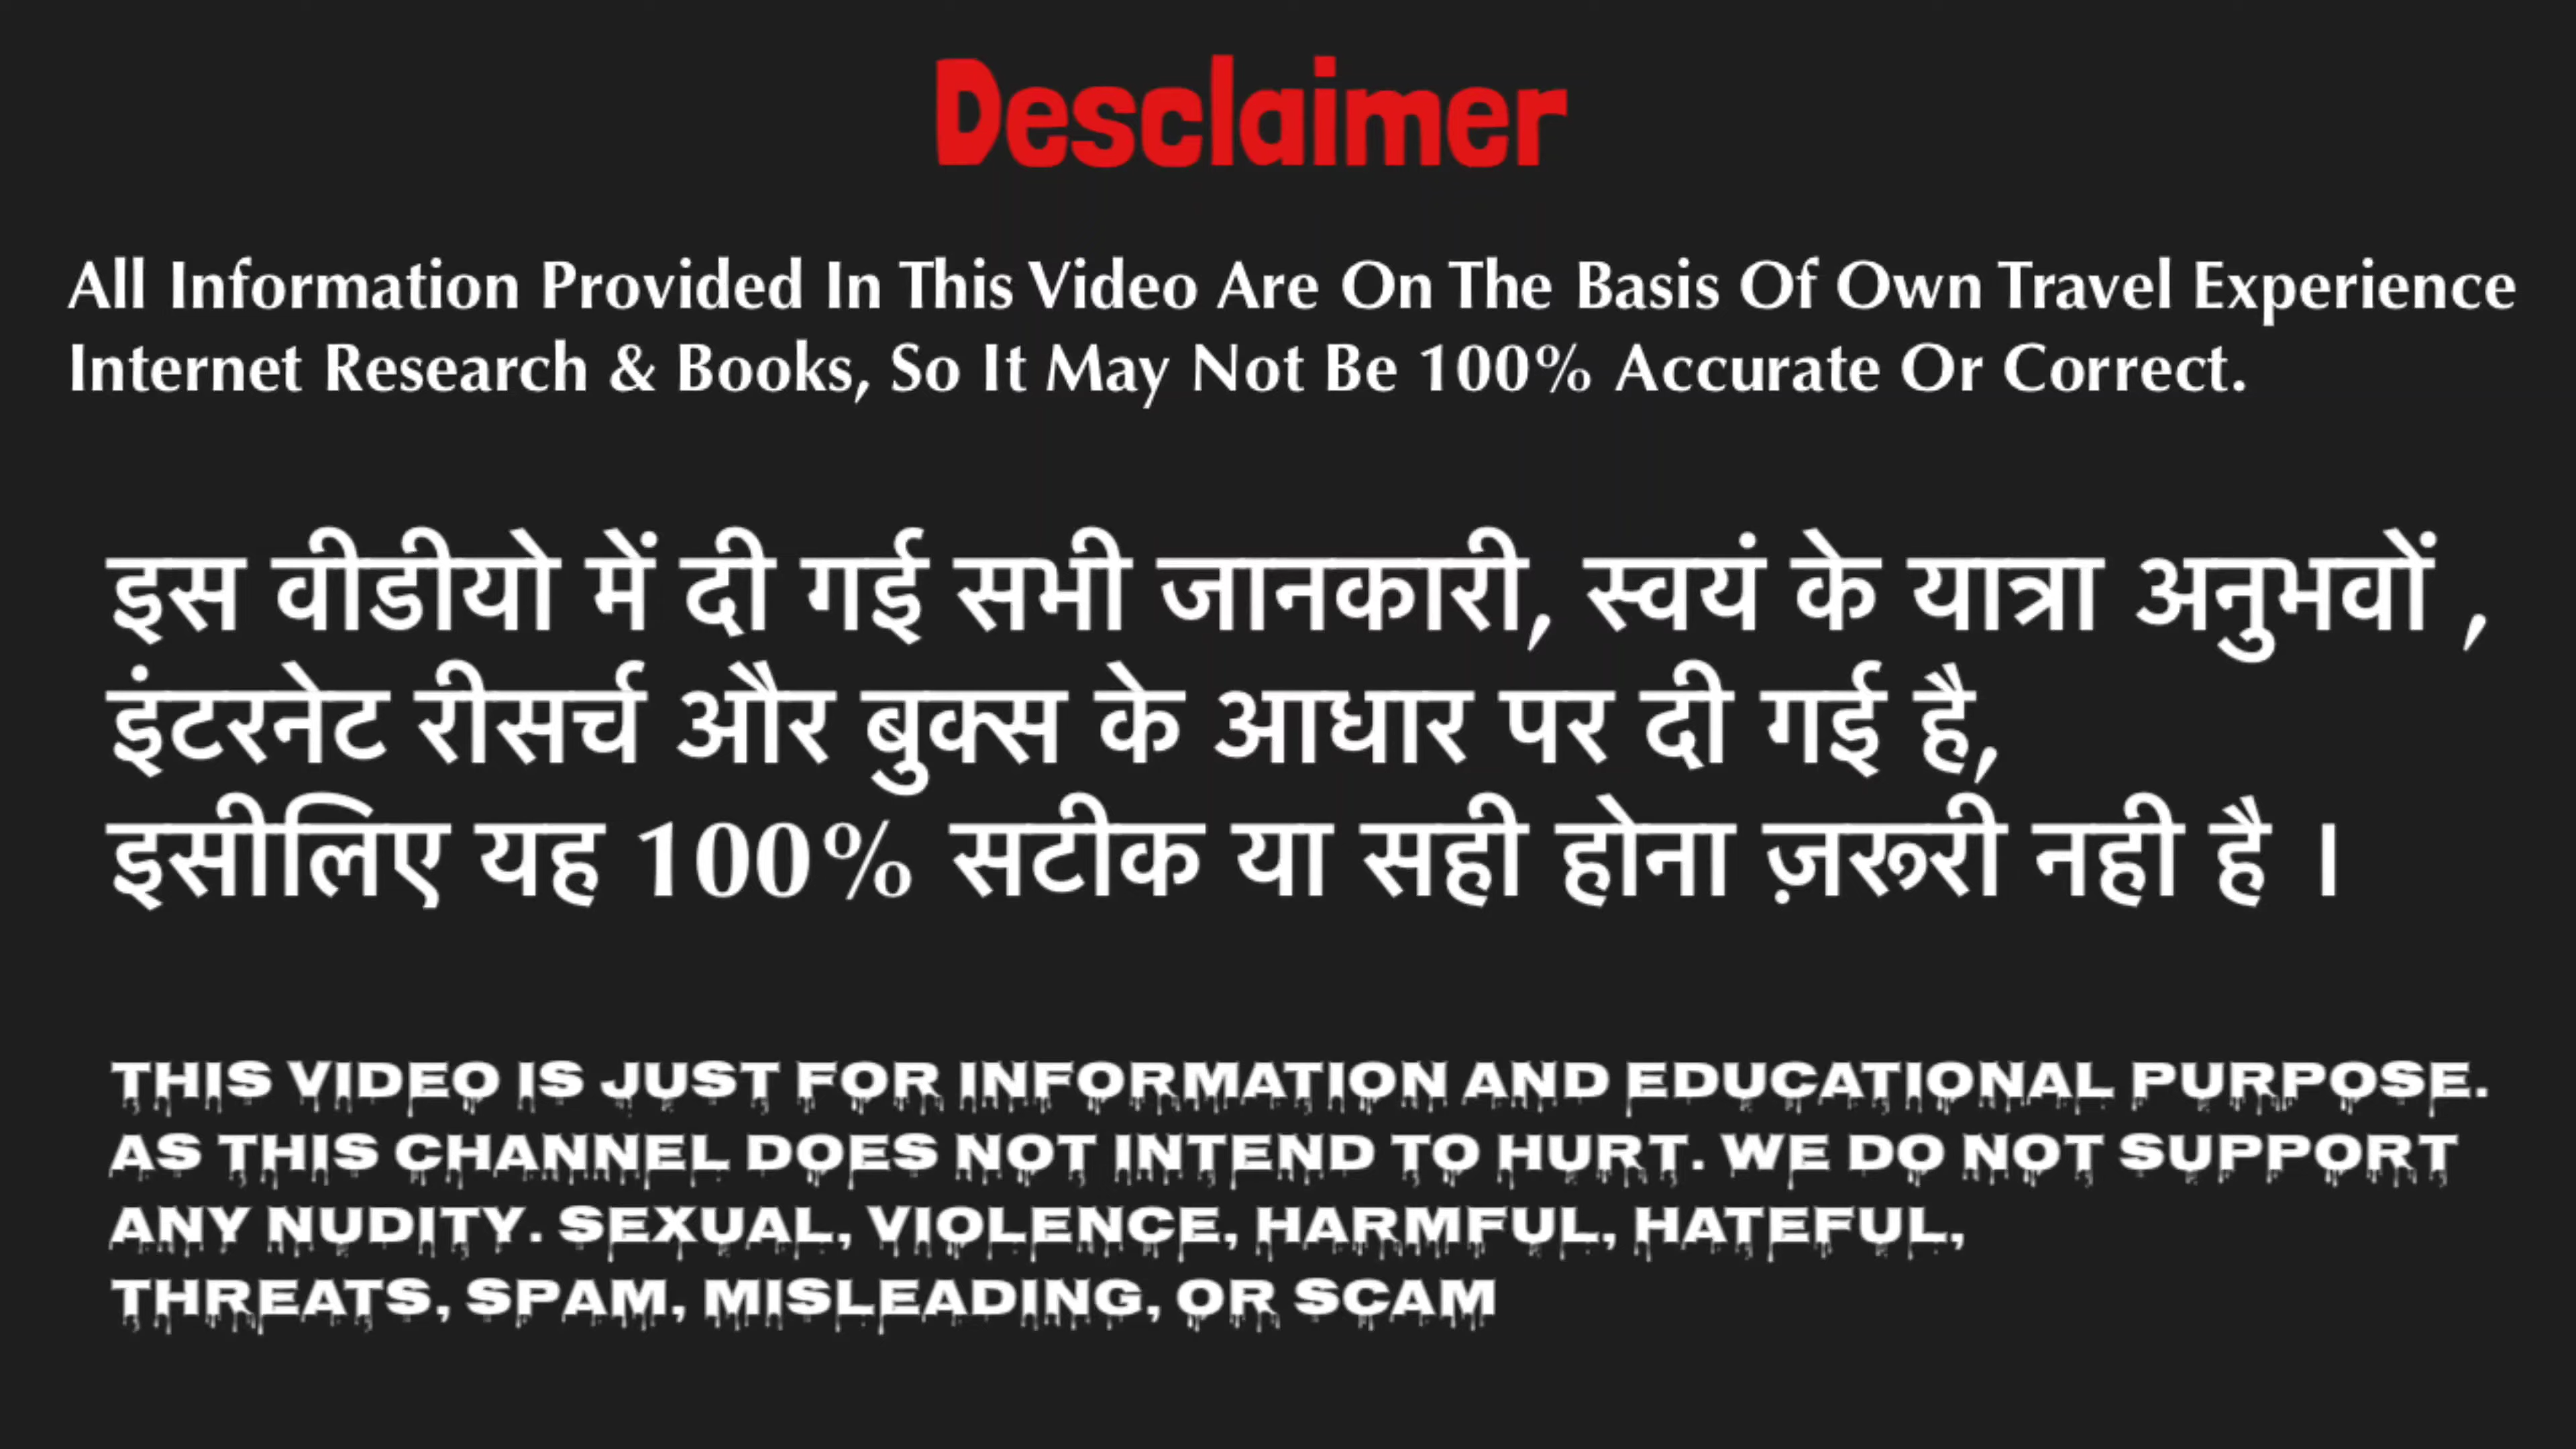 Desclaimer
All Information Provided In This Video Are On The Basis Of Own Travel Experience
Internet Research & Books, So It May Not Be 100% Accurate Or Correct.
इस वीडीयो में दी गई सभी जानकारी, स्वयं के यात्रा अनुभवों ,
इंटरनेट रीसर्च और बुक्स के आधार पर दी गई है,
इसीलिए यह 100% सटीक या सही होना ज़रूरी नही है ।
THIS VIDEO IS JUST FOR INFORMATION AND EDUCATIONAL PURPOSE.
AS THIS CHANNEL DOES NOT INTEND TO HURT. WE DO NOT SUPPORT
ANY NUDITY. SEXUAL, VIOLENCE, HARMFUL, HATEFUL,
THREATS, SPAM, MISLEADING, OR SCAM